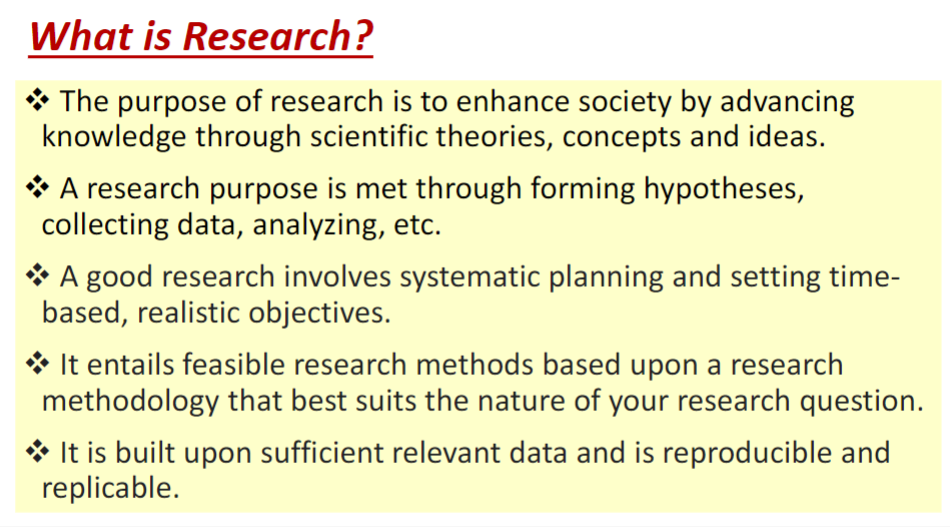 What is Research?
❖ The purpose of research is to enhance society by advancing
knowledge through scientific theories, concepts and ideas.
❖ A research purpose is met through forming hypotheses,
collecting data, analyzing, etc.
❖ A good research involves systematic planning and setting time-
based, realistic objectives.
❖ It entails feasible research methods based upon a research
methodology that best suits the nature of your research question.
❖ It is built upon sufficient relevant data and is reproducible and
replicable.